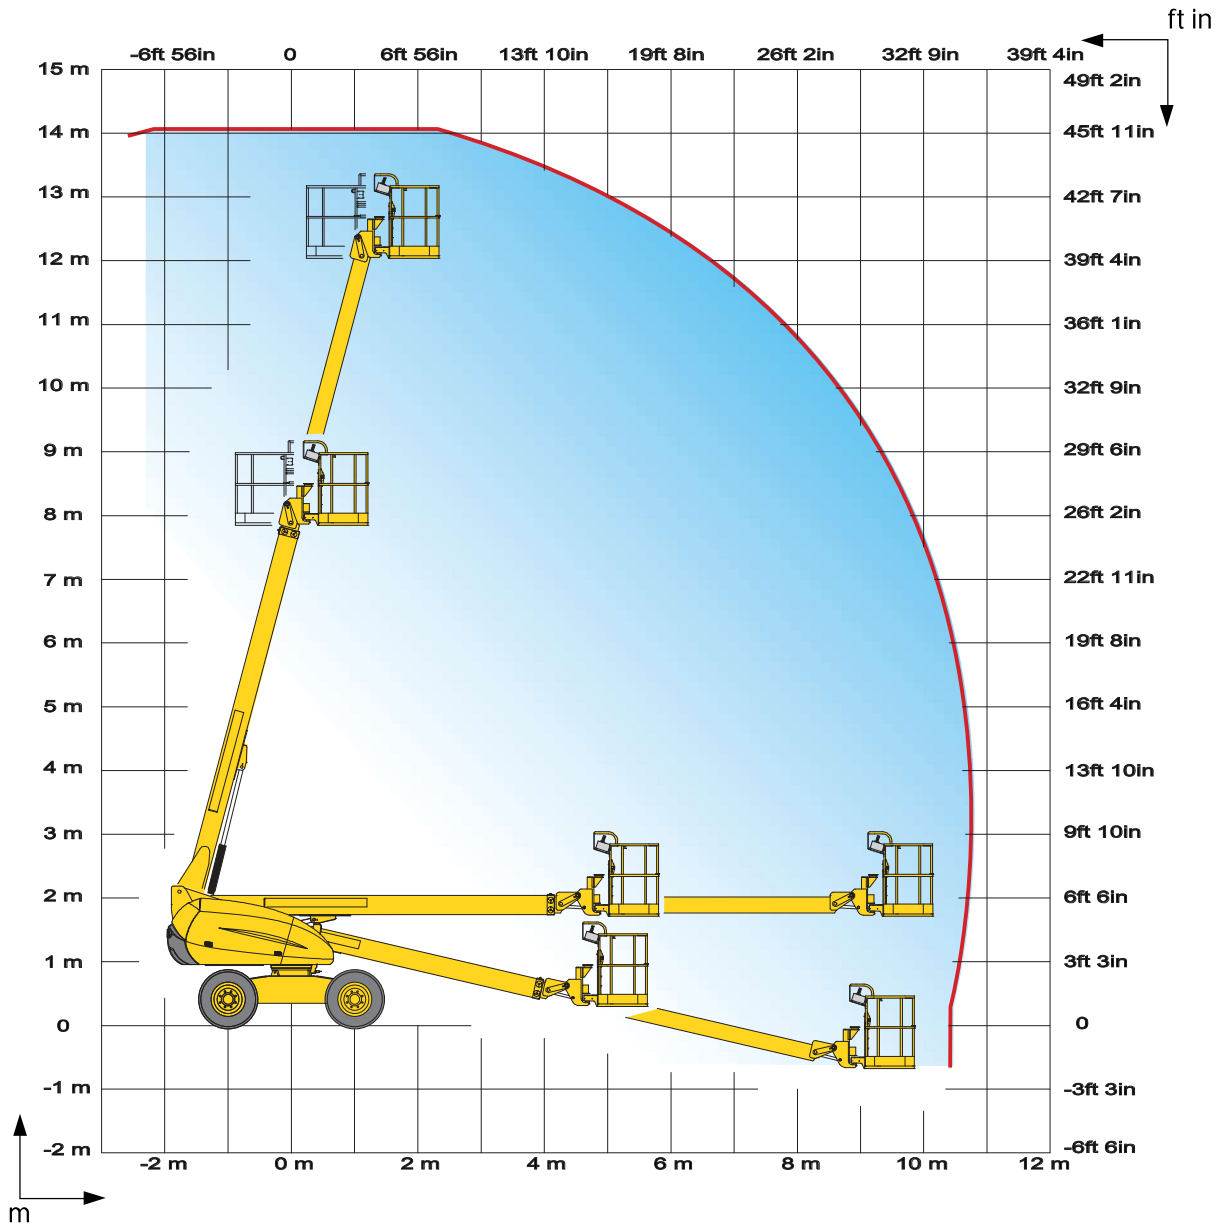 ft in
-6ft 56in 0 6ft 56in 13ft 10in 19ft 8in 26ft 2in 32ft 9in 39ft 4in
15 m 49ft 2in
14 m 45ft 11in
13 m 42ft 7in
12 m 39ft 4in
11 m 36ft 1in
10 m 32ft 9in
9 m 29ft 6in
8 m 26ft 2in
7 m 22ft 11in
6 m 19ft 8in
5 m 16ft 4in
4 m 13ft 10in
3 m 9ft 10in
2 m 6ft 6in
1 m 3ft 3in
0 0
-1 m -3ft 3in
-2 m -6ft 6in
-2 m 0 m 2 m 4 m 6 m 8 m 10 m 12 m
m